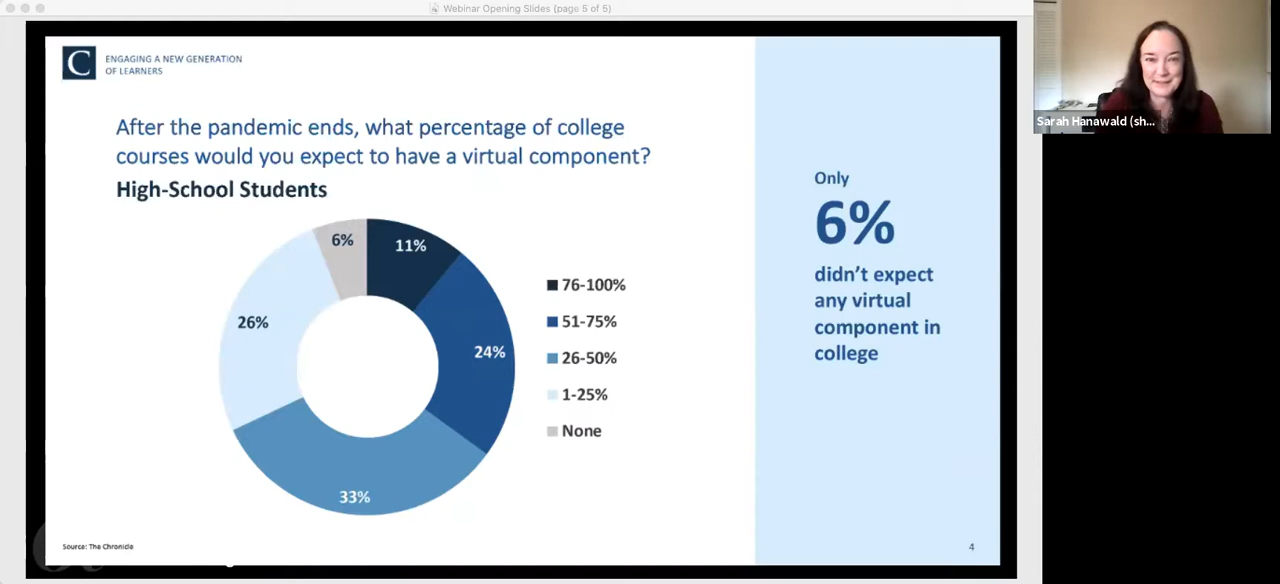 Webinar Opening Slides (page 5 of 5)
C
ENGAGING A NEW GENERATION
OF LEARNERS
After the pandemic ends, what percentage of college
courses would you expect to have a virtual component?
High-School Students
6%
11%
26%
24%
33%
76-100%
51-75%
26-50%
1-25%
None
Only
6%
didn’t expect
any virtual
component in
college
Source: The Chronicle
4
Sarah Hanawald (sh...